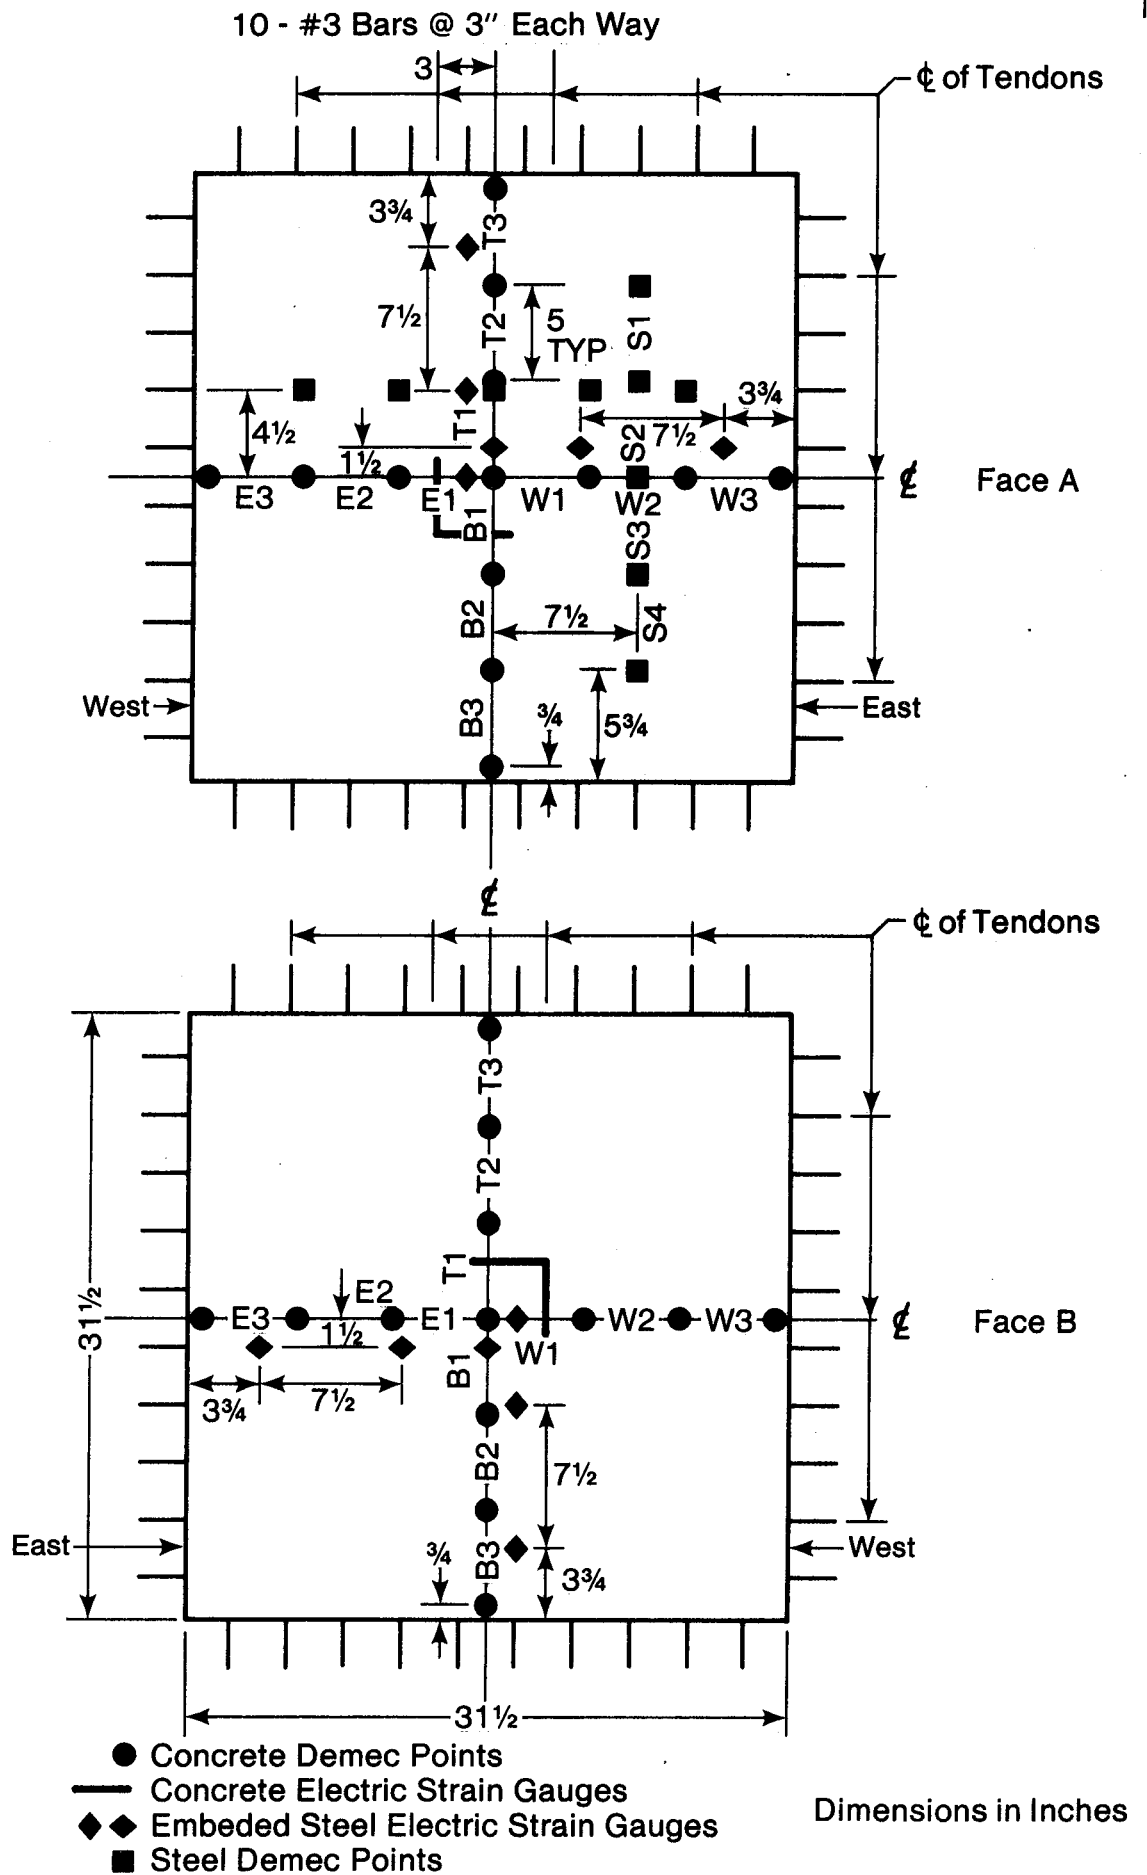 10 - #3 Bars @ 3" Each Way
3
℄ of Tendons
3¾
T3
7½
T2
5
TYP
S1
3¾
4½
T1
7½
1½
S2
E3 E2 E1 W1 W2 W3
℄ Face A
B1
S3
B2
7½
S4
West
East
B3
¾
5¾
℄
℄ of Tendons
T3
T2
T1
31½
E3 E2 E1 W2 W3
℄ Face B
1½
B1
W1
3¾
7½
B2
7½
East
West
¾
B3
3¾
31½
Concrete Demec Points
Concrete Electric Strain Gauges
Embeded Steel Electric Strain Gauges
Steel Demec Points
Dimensions in Inches